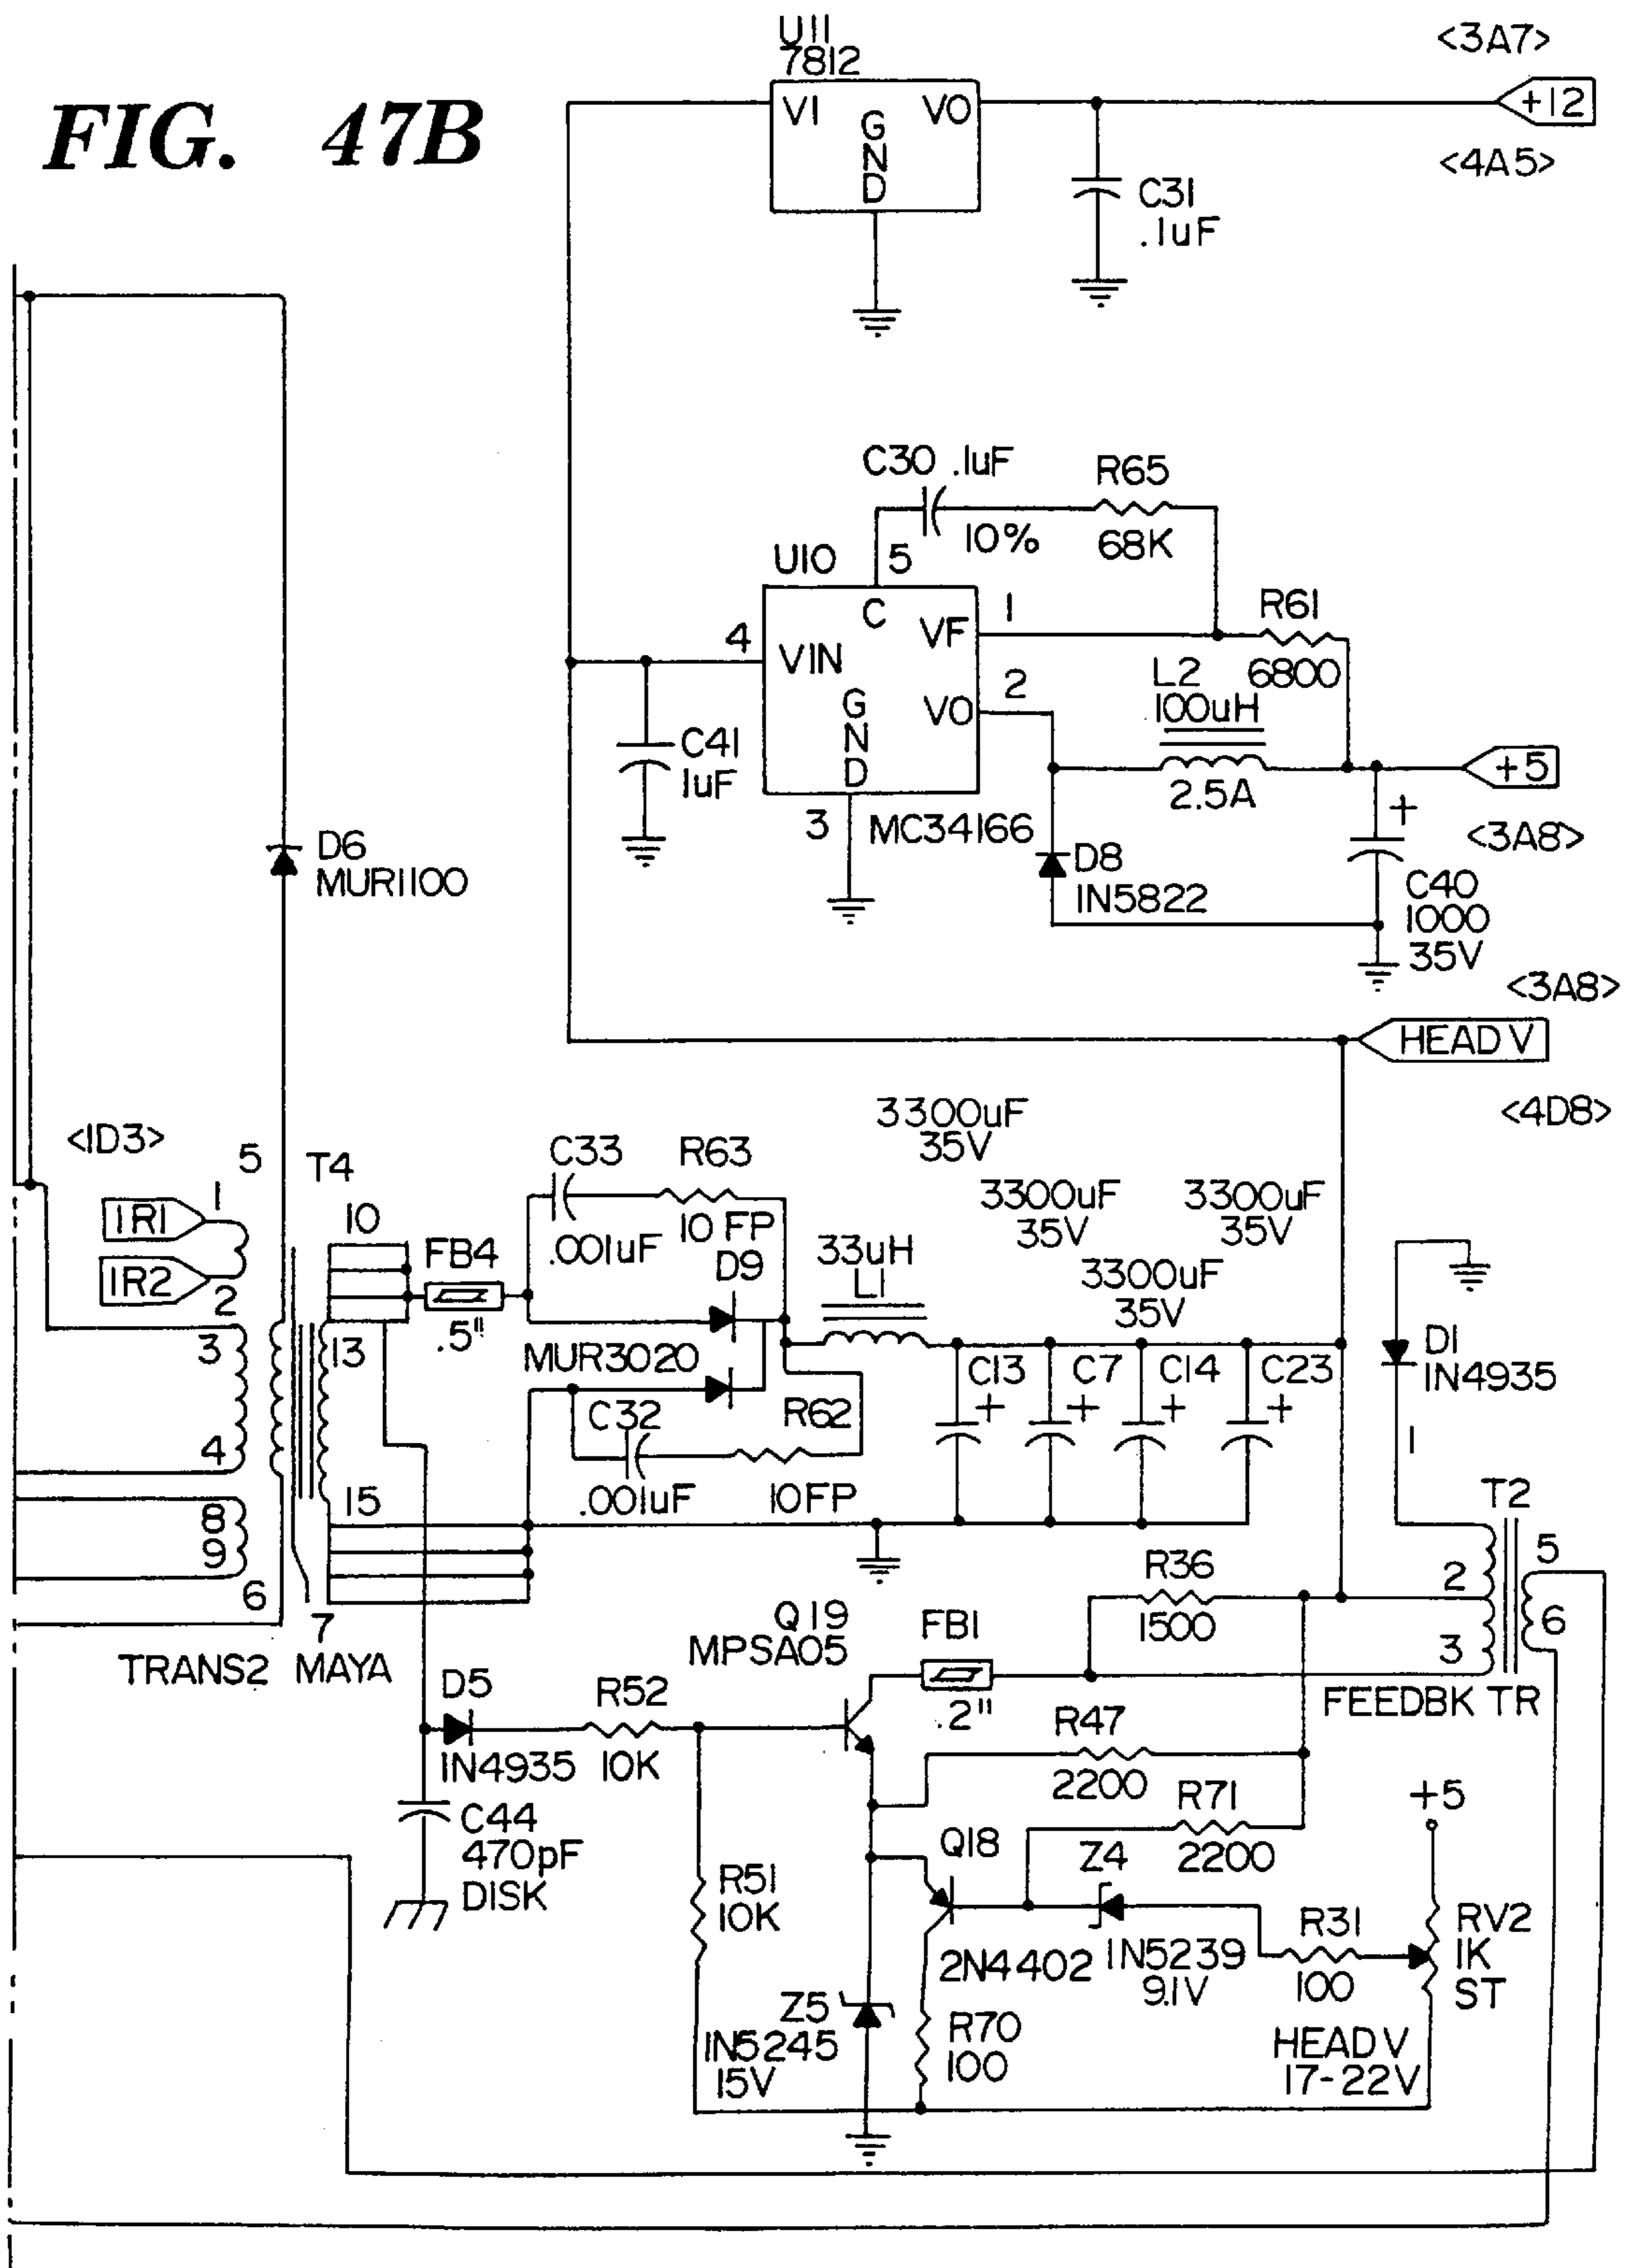 FIG. 47B
U11
7812
VI
VO
GND
<3A7>
+12
<4A5>
C31
.1uF
C30 .1uF
10%
R65
68K
U10
5
C
4
VIN
VF
1
GND
VO
2
3
MC34166
C41
1uF
R61
6800
L2
100uH
2.5A
+5
<3A8>
+
C40
1000
35V
D8
IN5822
D6
MUR1100
<3A8>
HEAD V
<4D8>
<1D3>
5
T4
1
IR1
IR2
2
3
4
8
9
6
7
TRANS2 MAYA
10
13
15
FB4
.5"
C33
.001uF
R63
10 FP
D9
MUR3020
C32
.001uF
R62
10FP
33uH
L1
3300uF
35V
3300uF
35V
3300uF
35V
3300uF
35V
C13
+
C7
+
C14
+
C23
+
D1
IN4935
1
T2
5
2
6
3
FEEDBK TR
R36
1500
Q19
MPSA05
FB1
.2"
D5
IN4935
R52
10K
R47
2200
R71
2200
C44
470pF
DISK
R51
10K
Q18
2N4402
Z4
IN5239
9.1V
R31
100
+5
RV2
1K
ST
Z5
IN5245
15V
R70
100
HEAD V
17-22V